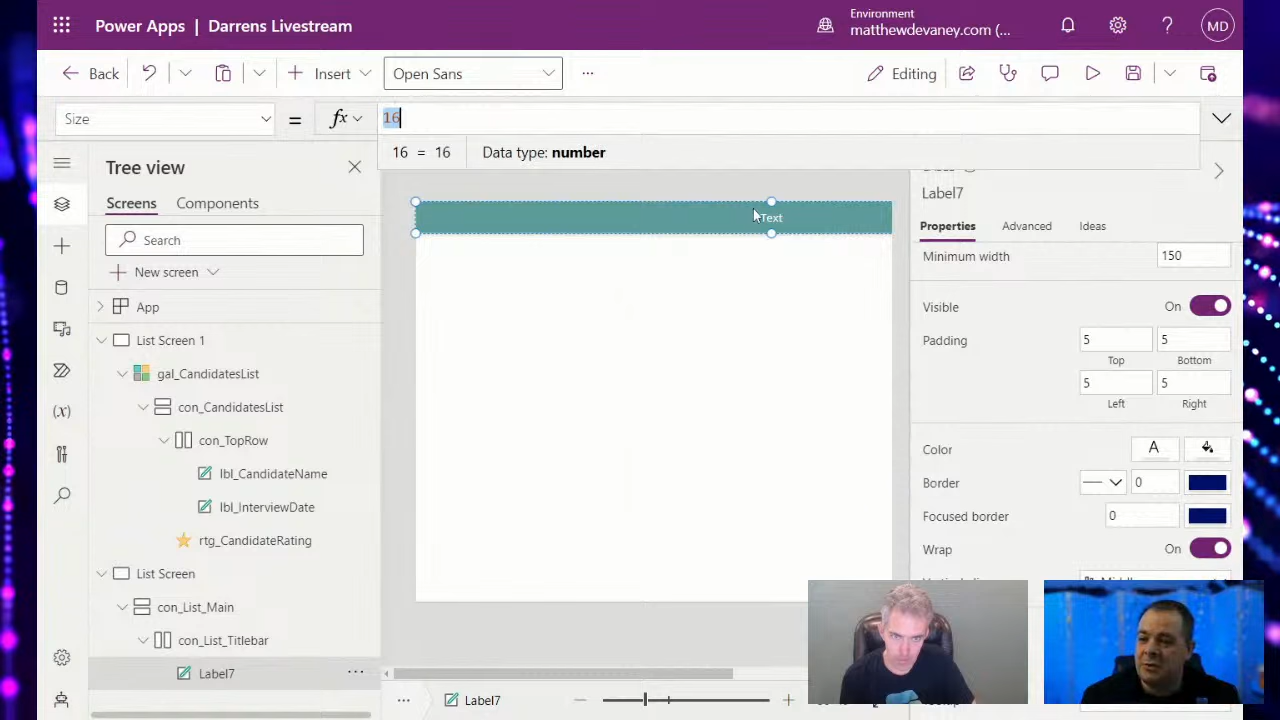 Power Apps | Darrens Livestream
Environment
matthewdevaney.com (...
MD
Back
Insert
Open Sans
...
Editing
Size
=
fx
16
16 = 16
Data type: number
Tree view
Screens
Components
Search
New screen
App
List Screen 1
gal_CandidatesList
con_CandidatesList
con_TopRow
lbl_CandidateName
lbl_InterviewDate
rtg_CandidateRating
List Screen
con_List_Main
con_List_Titlebar
Label7
...
Text
...
Label7
Label7
Properties
Advanced
Ideas
Minimum width
150
Visible
On
Padding
5
5
Top
Bottom
5
5
Left
Right
Color
A
Border
0
Focused border
0
Wrap
On